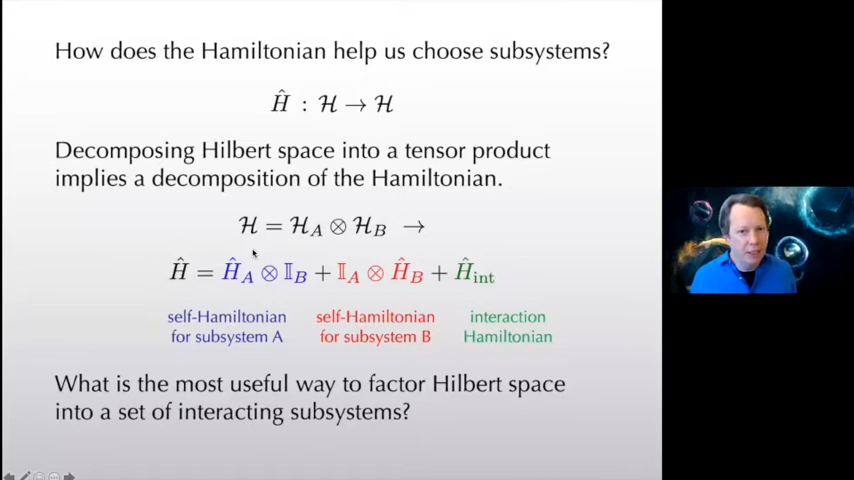 How does the Hamiltonian help us choose subsystems?
Ĥ : ℋ → ℋ
Decomposing Hilbert space into a tensor product
implies a decomposition of the Hamiltonian.
ℋ = ℋ_A ⊗ ℋ_B →
Ĥ = Ĥ_A ⊗ 𝕀_B + 𝕀_A ⊗ Ĥ_B + Ĥ_int
self-Hamiltonian self-Hamiltonian interaction
for subsystem A for subsystem B Hamiltonian
What is the most useful way to factor Hilbert space
into a set of interacting subsystems?